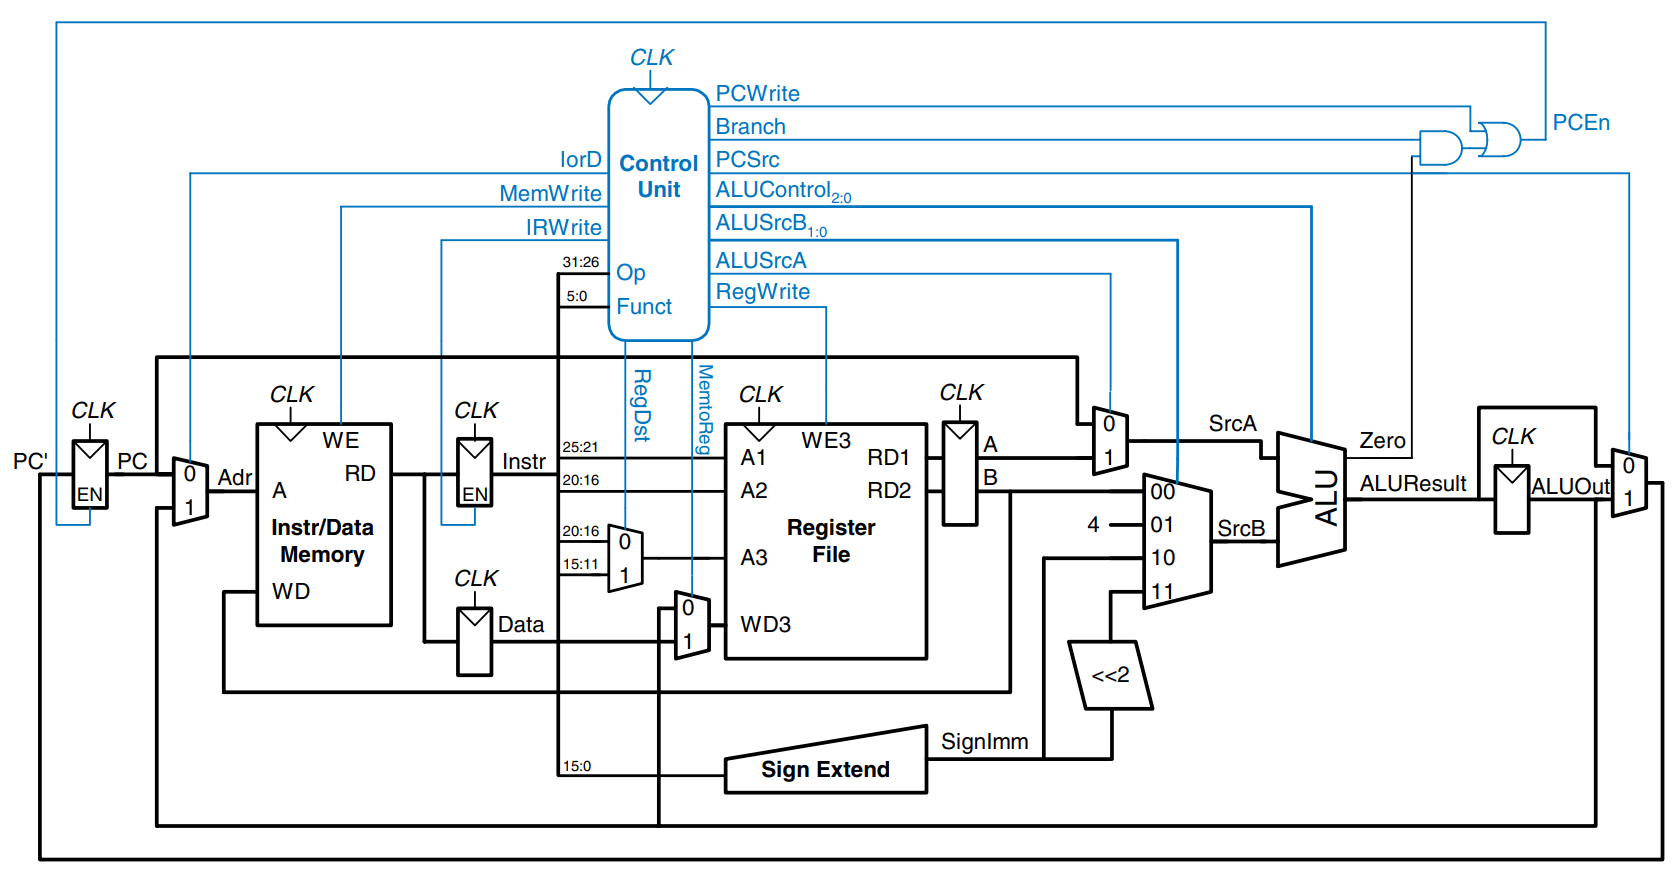 CLK
PCWrite
Branch
PCEn
IorD
Control
Unit
PCSrc
MemWrite
ALUControl2:0
IRWrite
ALUSrcB1:0
31:26
Op
ALUSrcA
5:0
Funct
RegWrite
RegDst
MemtoReg
CLK
CLK
CLK
CLK
CLK
CLK
PC'
PC
EN
0
1
Adr
WE
RD
A
Instr/Data
Memory
WD
EN
Instr
25:21
20:16
20:16
15:11
0
1
CLK
Data
0
1
WE3
A1
RD1
A2
RD2
Register
File
A3
WD3
A
B
0
1
SrcA
00
4
01
10
11
SrcB
<<2
ALU
Zero
ALUResult
ALUOut
0
1
SignImm
15:0
Sign Extend